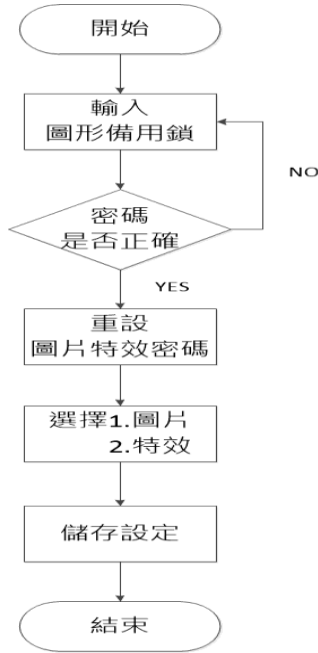 開始
輸入
圖形備用鎖
NO
密碼
是否正確
YES
重設
圖片特效密碼
選擇1.圖片
2.特效
儲存設定
結束